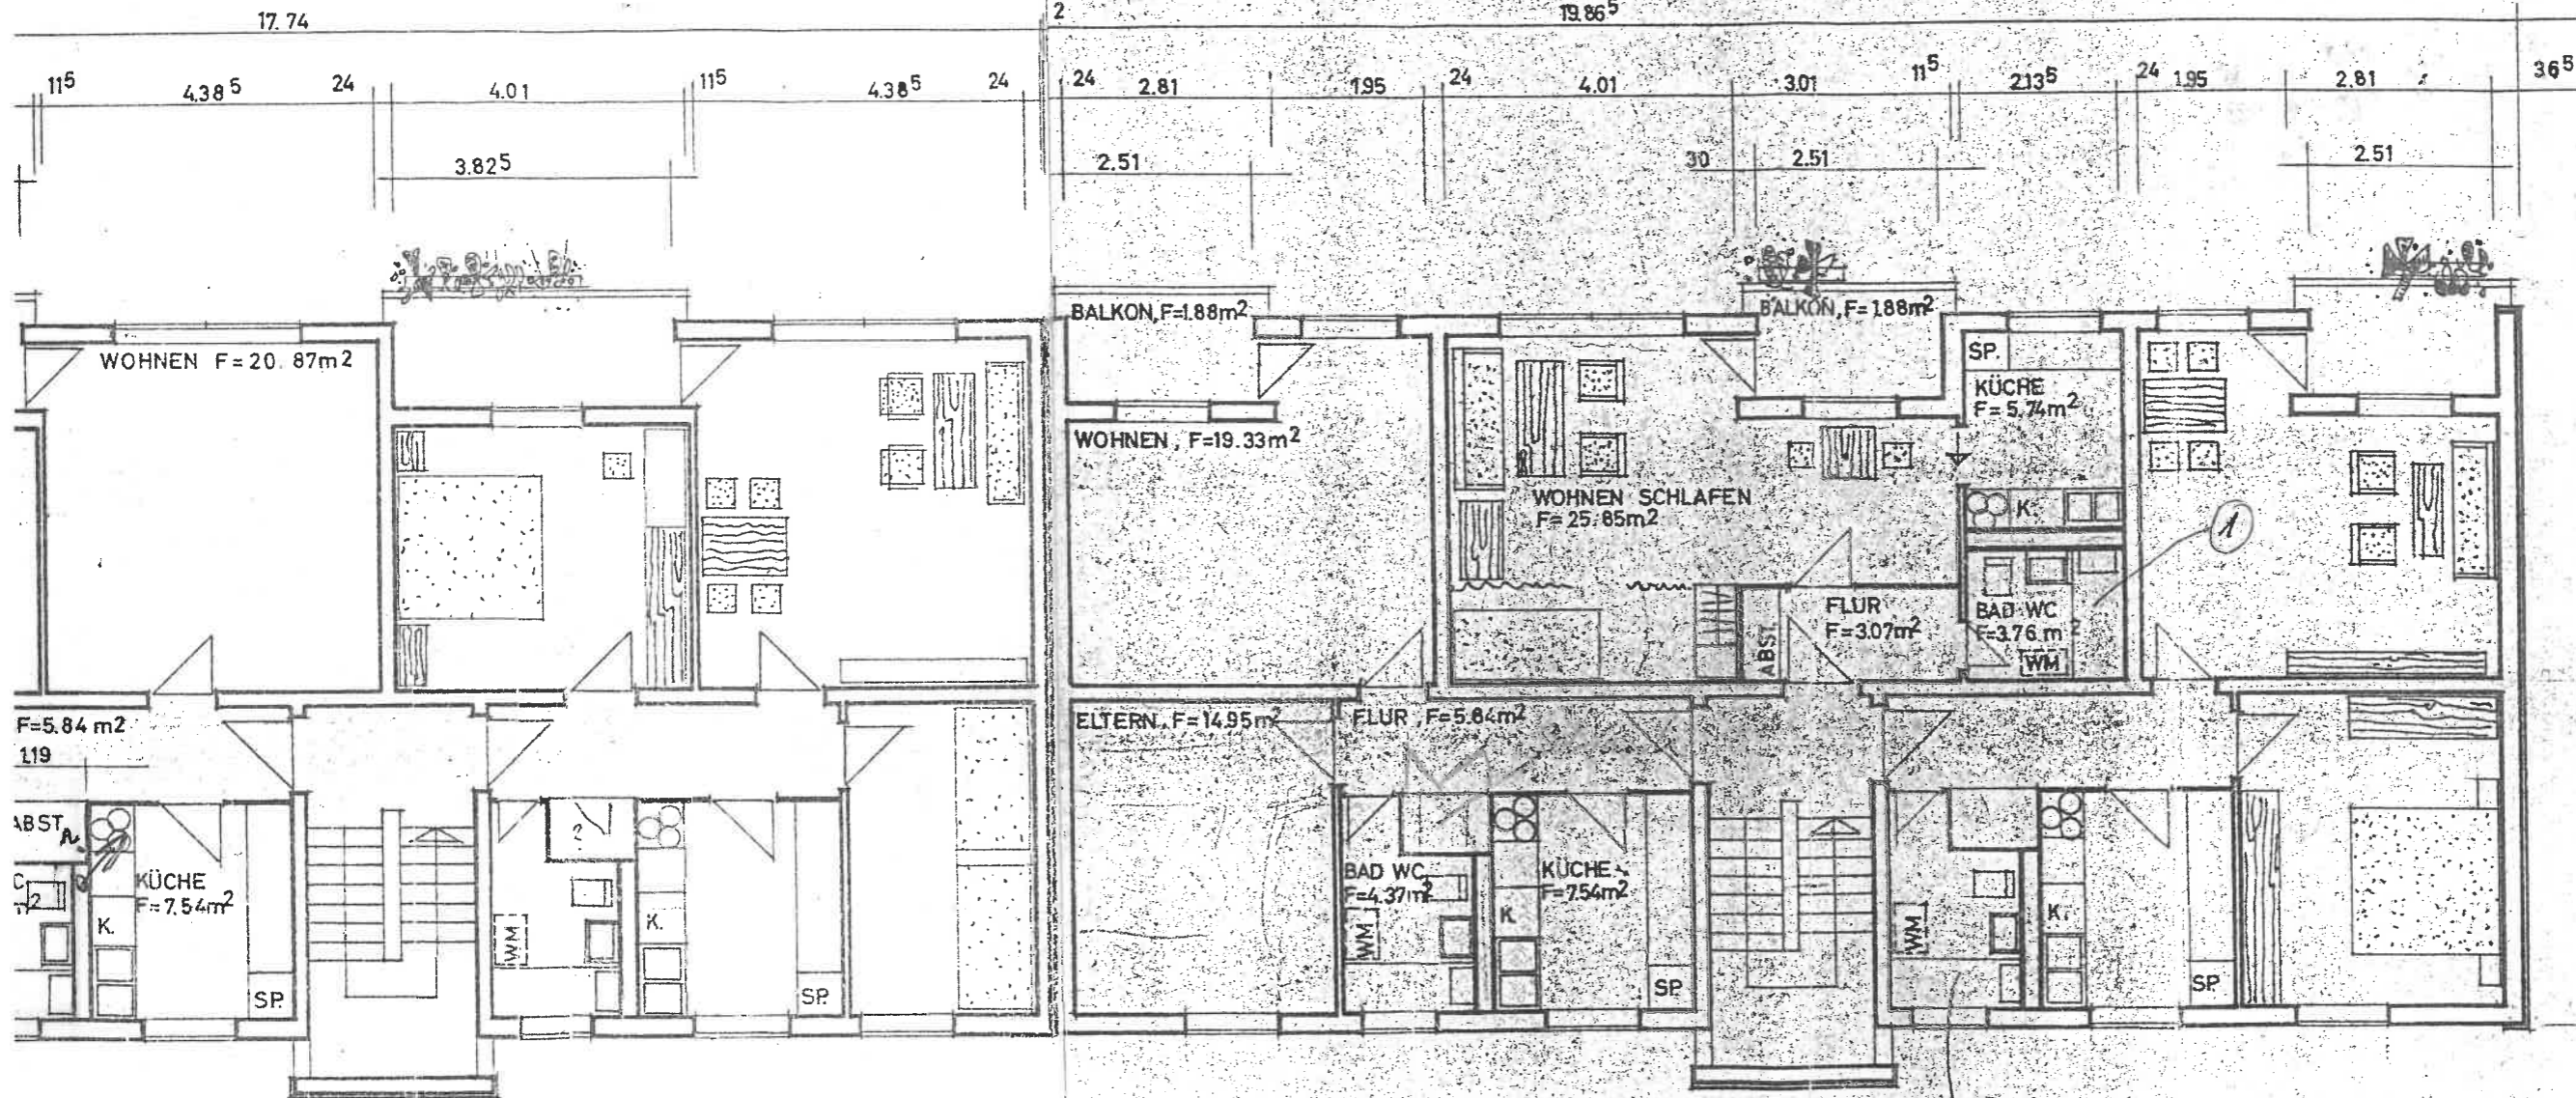 17.74
2
19.86⁵
11⁵
4.38⁵
24
4.01
11⁵
4.38⁵
24
24
2.81
1.95
24
4.01
3.01
11⁵
2.13⁵
24
1.95
2.81
36⁵
3.82⁵
2.51
30
2.51
2.51
BALKON, F=1.88m²
BALKON, F=1.88m²
WOHNEN F=20.87m²
SP.
KÜCHE
F=5.74m²
WOHNEN, F=19.33m²
WOHNEN SCHLAFEN
F=25.85m²
K.
1
FLUR
F=3.07m²
ABST.
BAD WC
F=3.76 m²
WM
F=5.84 m²
1.19
ELTERN, F=14.95m²
FLUR, F=5.84m²
ABST.
?
KÜCHE
F=7.54m²
K.
SP.
C
m²
WM
K.
SP.
BAD WC
F=4.37m²
WM
KÜCHE
F=7.54m²
K.
SP.
WM
K.
SP.